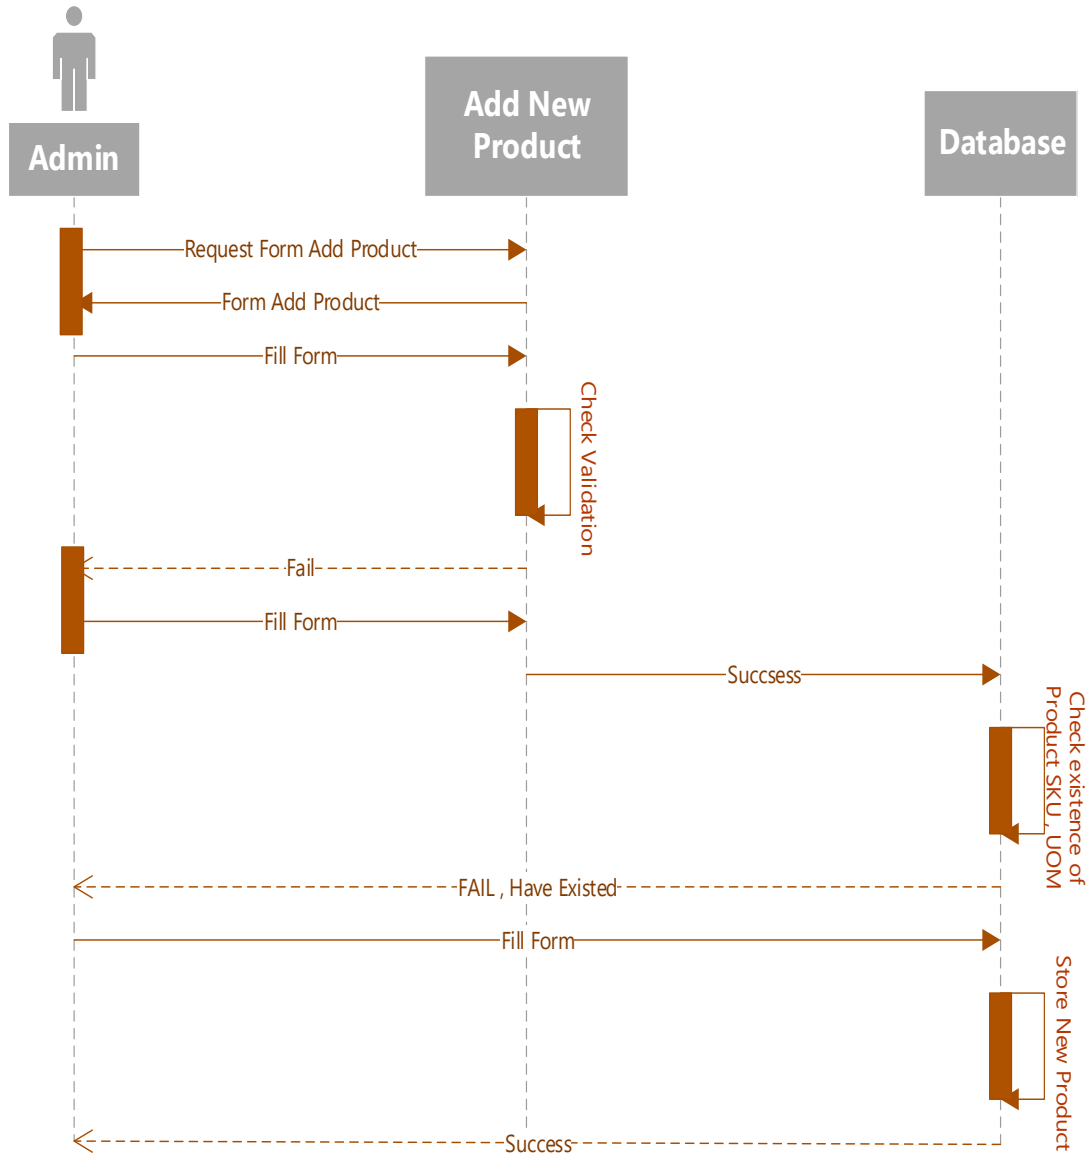 Admin
Add New
Product
Database
Request Form Add Product
Form Add Product
Fill Form
Check Validation
Fail
Fill Form
Succsess
Check existence of
Product SKU , UOM
FAIL , Have Existed
Fill Form
Store New Product
Success